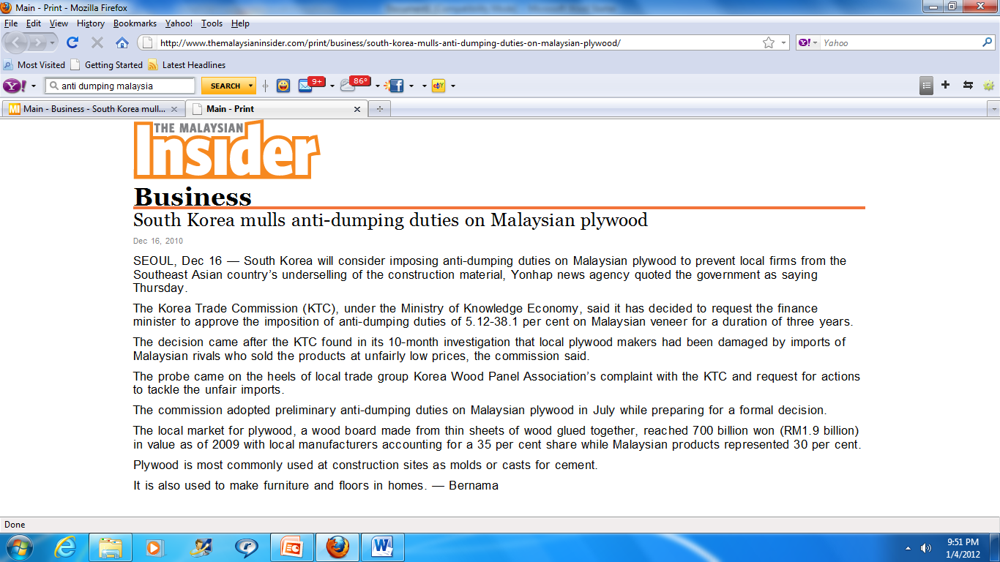 Main - Print - Mozilla Firefox
File Edit View History Bookmarks Yahoo! Tools Help
http://www.themalaysianinsider.com/print/business/south-korea-mulls-anti-dumping-duties-on-malaysian-plywood/
Y! Yahoo
Most Visited Getting Started Latest Headlines
Y! anti dumping malaysia SEARCH 9+ 86° f ebY
MI Main - Business - South Korea mull... Main - Print
THE MALAYSIAN
Insider
Business
South Korea mulls anti-dumping duties on Malaysian plywood
Dec 16, 2010
SEOUL, Dec 16 — South Korea will consider imposing anti-dumping duties on Malaysian plywood to prevent local firms from the
Southeast Asian country’s underselling of the construction material, Yonhap news agency quoted the government as saying
Thursday.
The Korea Trade Commission (KTC), under the Ministry of Knowledge Economy, said it has decided to request the finance
minister to approve the imposition of anti-dumping duties of 5.12-38.1 per cent on Malaysian veneer for a duration of three years.
The decision came after the KTC found in its 10-month investigation that local plywood makers had been damaged by imports of
Malaysian rivals who sold the products at unfairly low prices, the commission said.
The probe came on the heels of local trade group Korea Wood Panel Association’s complaint with the KTC and request for actions
to tackle the unfair imports.
The commission adopted preliminary anti-dumping duties on Malaysian plywood in July while preparing for a formal decision.
The local market for plywood, a wood board made from thin sheets of wood glued together, reached 700 billion won (RM1.9 billion)
in value as of 2009 with local manufacturers accounting for a 35 per cent share while Malaysian products represented 30 per cent.
Plywood is most commonly used at construction sites as molds or casts for cement.
It is also used to make furniture and floors in homes. — Bernama
Done
9:51 PM
1/4/2012